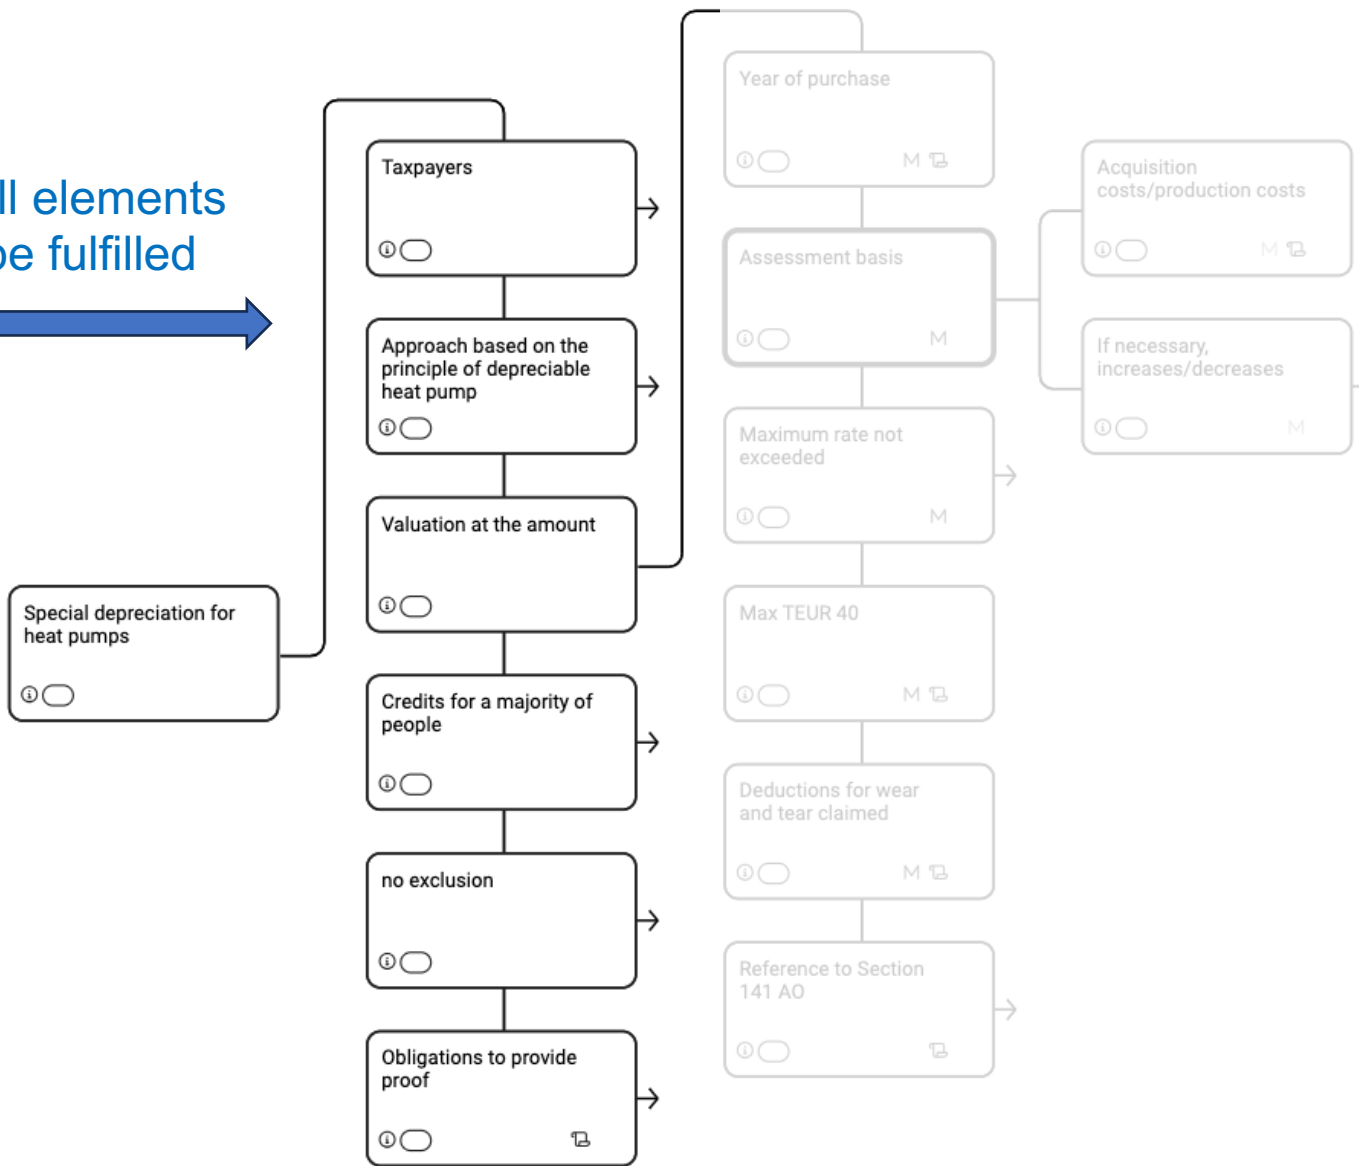 ll elements
be fulfilled
Special depreciation for
heat pumps
Taxpayers
Approach based on the
principle of depreciable
heat pump
Valuation at the amount
Credits for a majority of
people
no exclusion
Obligations to provide
proof
Year of purchase
M
Assessment basis
M
Maximum rate not
exceeded
M
Max TEUR 40
M
Deductions for wear
and tear claimed
M
Reference to Section
141 AO
Acquisition
costs/production costs
M
If necessary,
increases/decreases
M